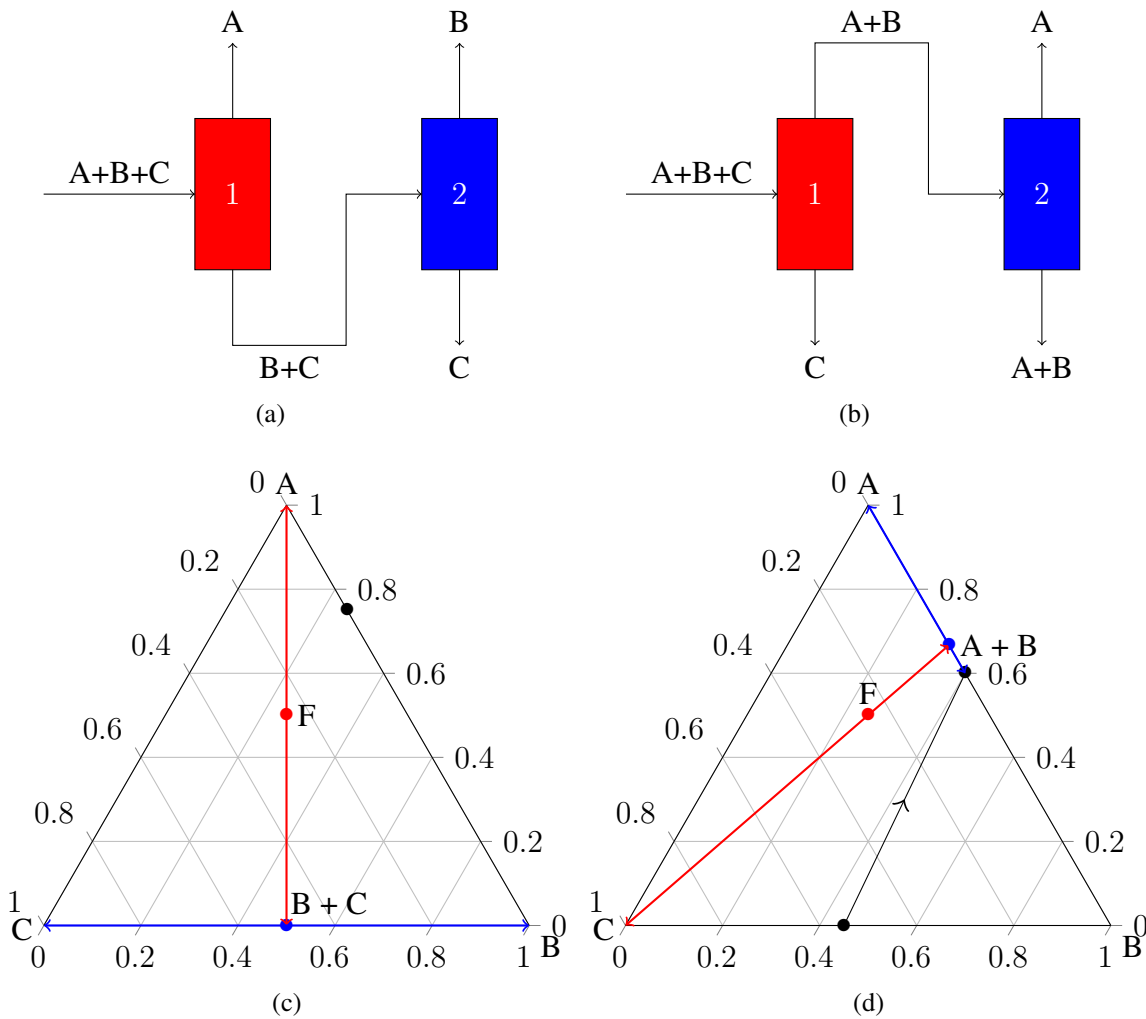 A B A+B A
A+B+C 1 2 A+B+C 1 2
B+C C C A+B
(a) (b)
0 A 1 0 A 1
0.2 0.8 0.2 0.8
0.4 0.6 0.4 A + B 0.6
F F
0.6 0.4 0.6 0.4
0.8 0.2 0.8 0.2
1 B + C 1
C 0 C 0
B B
0 0.2 0.4 0.6 0.8 1 0 0.2 0.4 0.6 0.8 1
(c) (d)